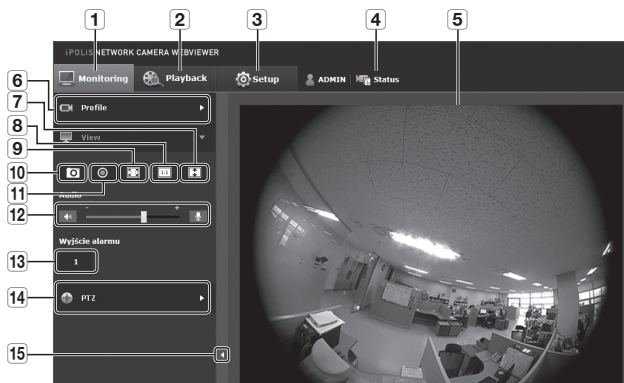 1 2 3 4 5
iPOLiS NETWORK CAMERA WEBVIEWER
Monitoring Playback Setup ADMIN Status
6 Profile
7 View
8
9
10 1:1
11 Audio
12 - +
Wyjście alarmu
13 1
14 PTZ
15